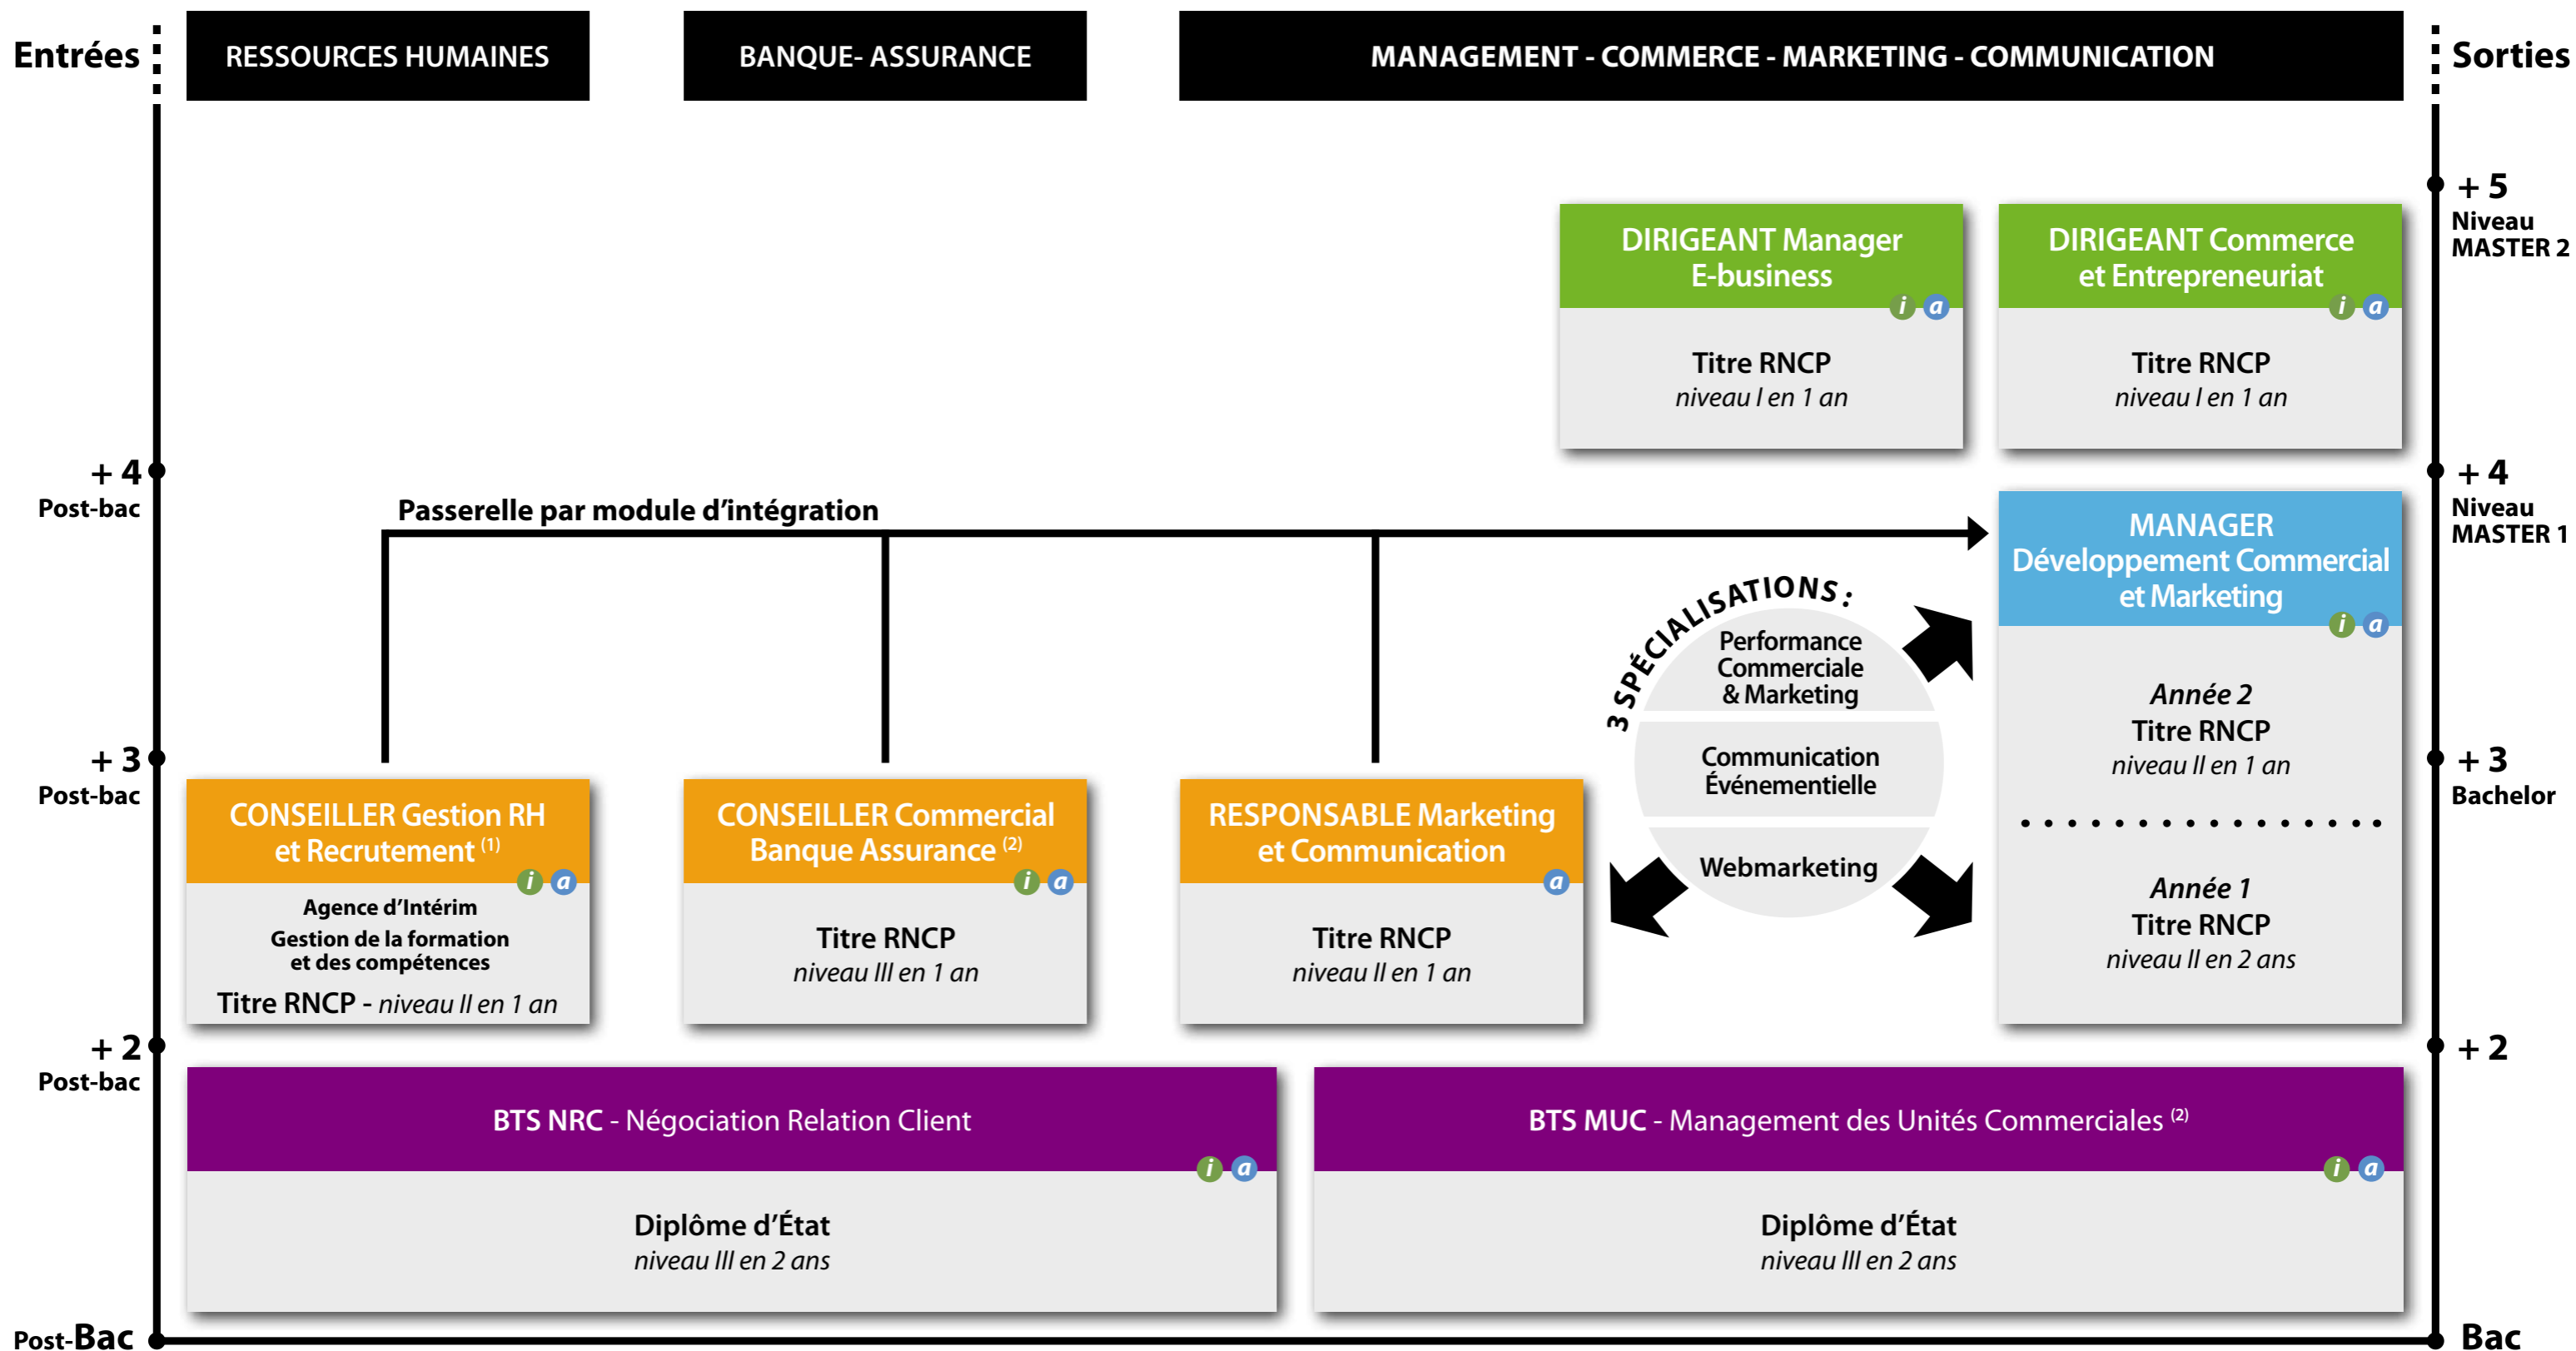 Entrées
RESSOURCES HUMAINES
BANQUE- ASSURANCE
MANAGEMENT - COMMERCE - MARKETING - COMMUNICATION
Sorties
+ 5
Niveau
MASTER 2
DIRIGEANT Manager
E-business
i a
Titre RNCP
niveau I en 1 an
DIRIGEANT Commerce
et Entrepreneuriat
i a
Titre RNCP
niveau I en 1 an
+ 4
Post-bac
+ 4
Niveau
MASTER 1
Passerelle par module d’intégration
MANAGER
Développement Commercial
et Marketing
i a
Année 2
Titre RNCP
niveau II en 1 an
Année 1
Titre RNCP
niveau II en 2 ans
3 SPÉCIALISATIONS :
Performance
Commerciale
& Marketing
Communication
Événementielle
Webmarketing
+ 3
Post-bac
+ 3
Bachelor
CONSEILLER Gestion RH
et Recrutement (1)
i a
Agence d’Intérim
Gestion de la formation
et des compétences
Titre RNCP - niveau II en 1 an
CONSEILLER Commercial
Banque Assurance (2)
i a
Titre RNCP
niveau III en 1 an
RESPONSABLE Marketing
et Communication
a
Titre RNCP
niveau II en 1 an
+ 2
Post-bac
+ 2
BTS NRC - Négociation Relation Client
i a
Diplôme d’État
niveau III en 2 ans
BTS MUC - Management des Unités Commerciales (2)
i a
Diplôme d’État
niveau III en 2 ans
Post-Bac
Bac